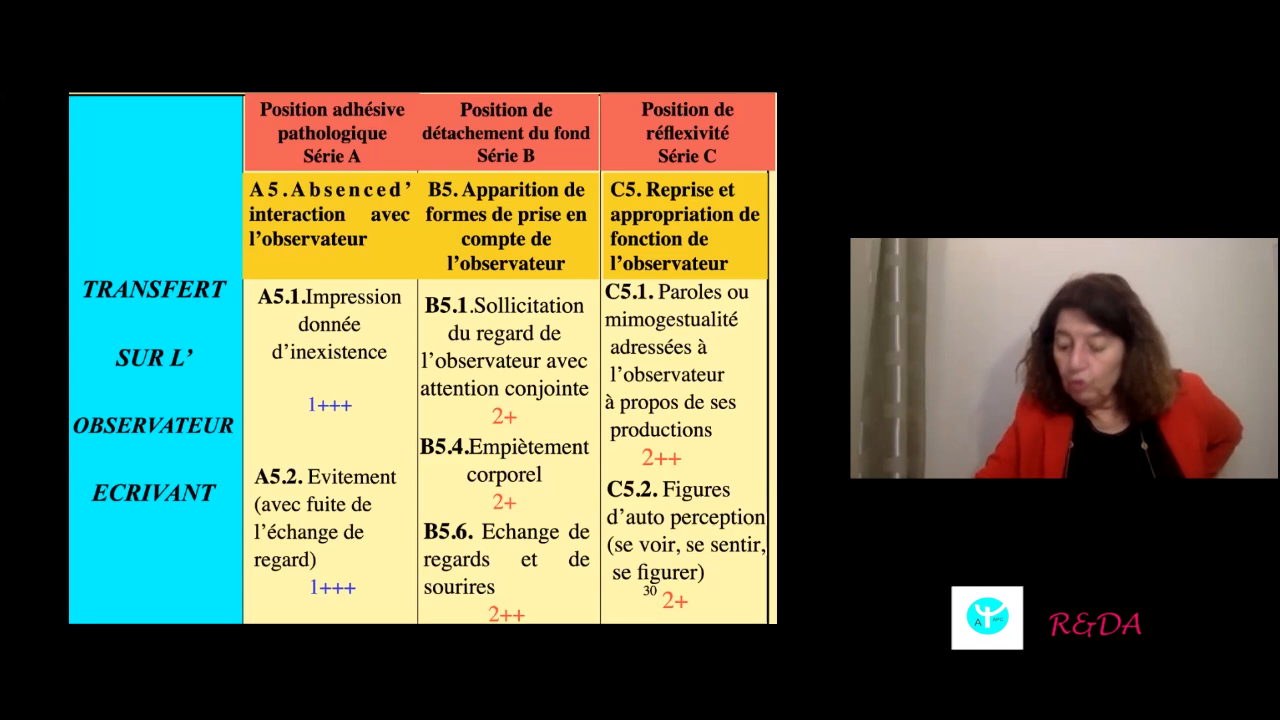 TRANSFERT
SUR L'
OBSERVATEUR
ECRIVANT
Position adhésive
pathologique
Série A
A5.Absenced'
interaction avec
l'observateur
A5.1.Impression
donnée
d'inexistence
1+++
A5.2. Evitement
(avec fuite de
l'échange de
regard)
1+++
Position de
détachement du fond
Série B
B5. Apparition de
formes de prise en
compte de
l'observateur
B5.1.Sollicitation
du regard de
l'observateur avec
attention conjointe
2+
B5.4.Empiètement
corporel
2+
B5.6. Echange de
regards et de
sourires
2++
Position de
réflexivité
Série C
C5. Reprise et
appropriation de
fonction de
l'observateur
C5.1. Paroles ou
mimogestualité
adressées à
l'observateur
à propos de ses
productions
2++
C5.2. Figures
d'auto perception
(se voir, se sentir,
se figurer)
30
2+
R&DA